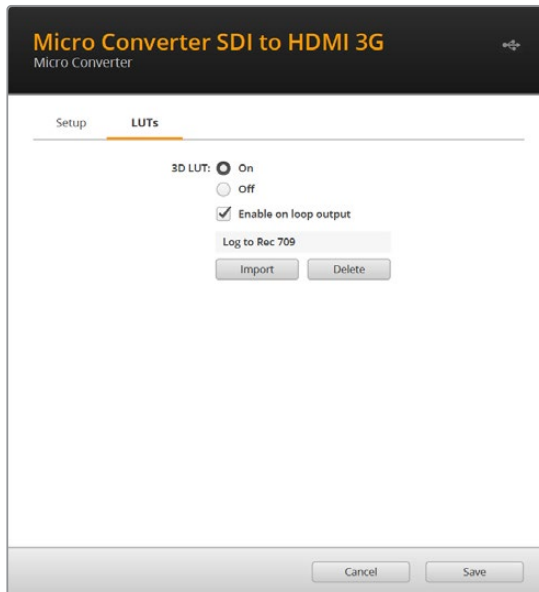 Micro Converter SDI to HDMI 3G
Micro Converter
Setup LUTs
3D LUT: On
Off
Enable on loop output
Log to Rec 709
Import Delete
Cancel Save